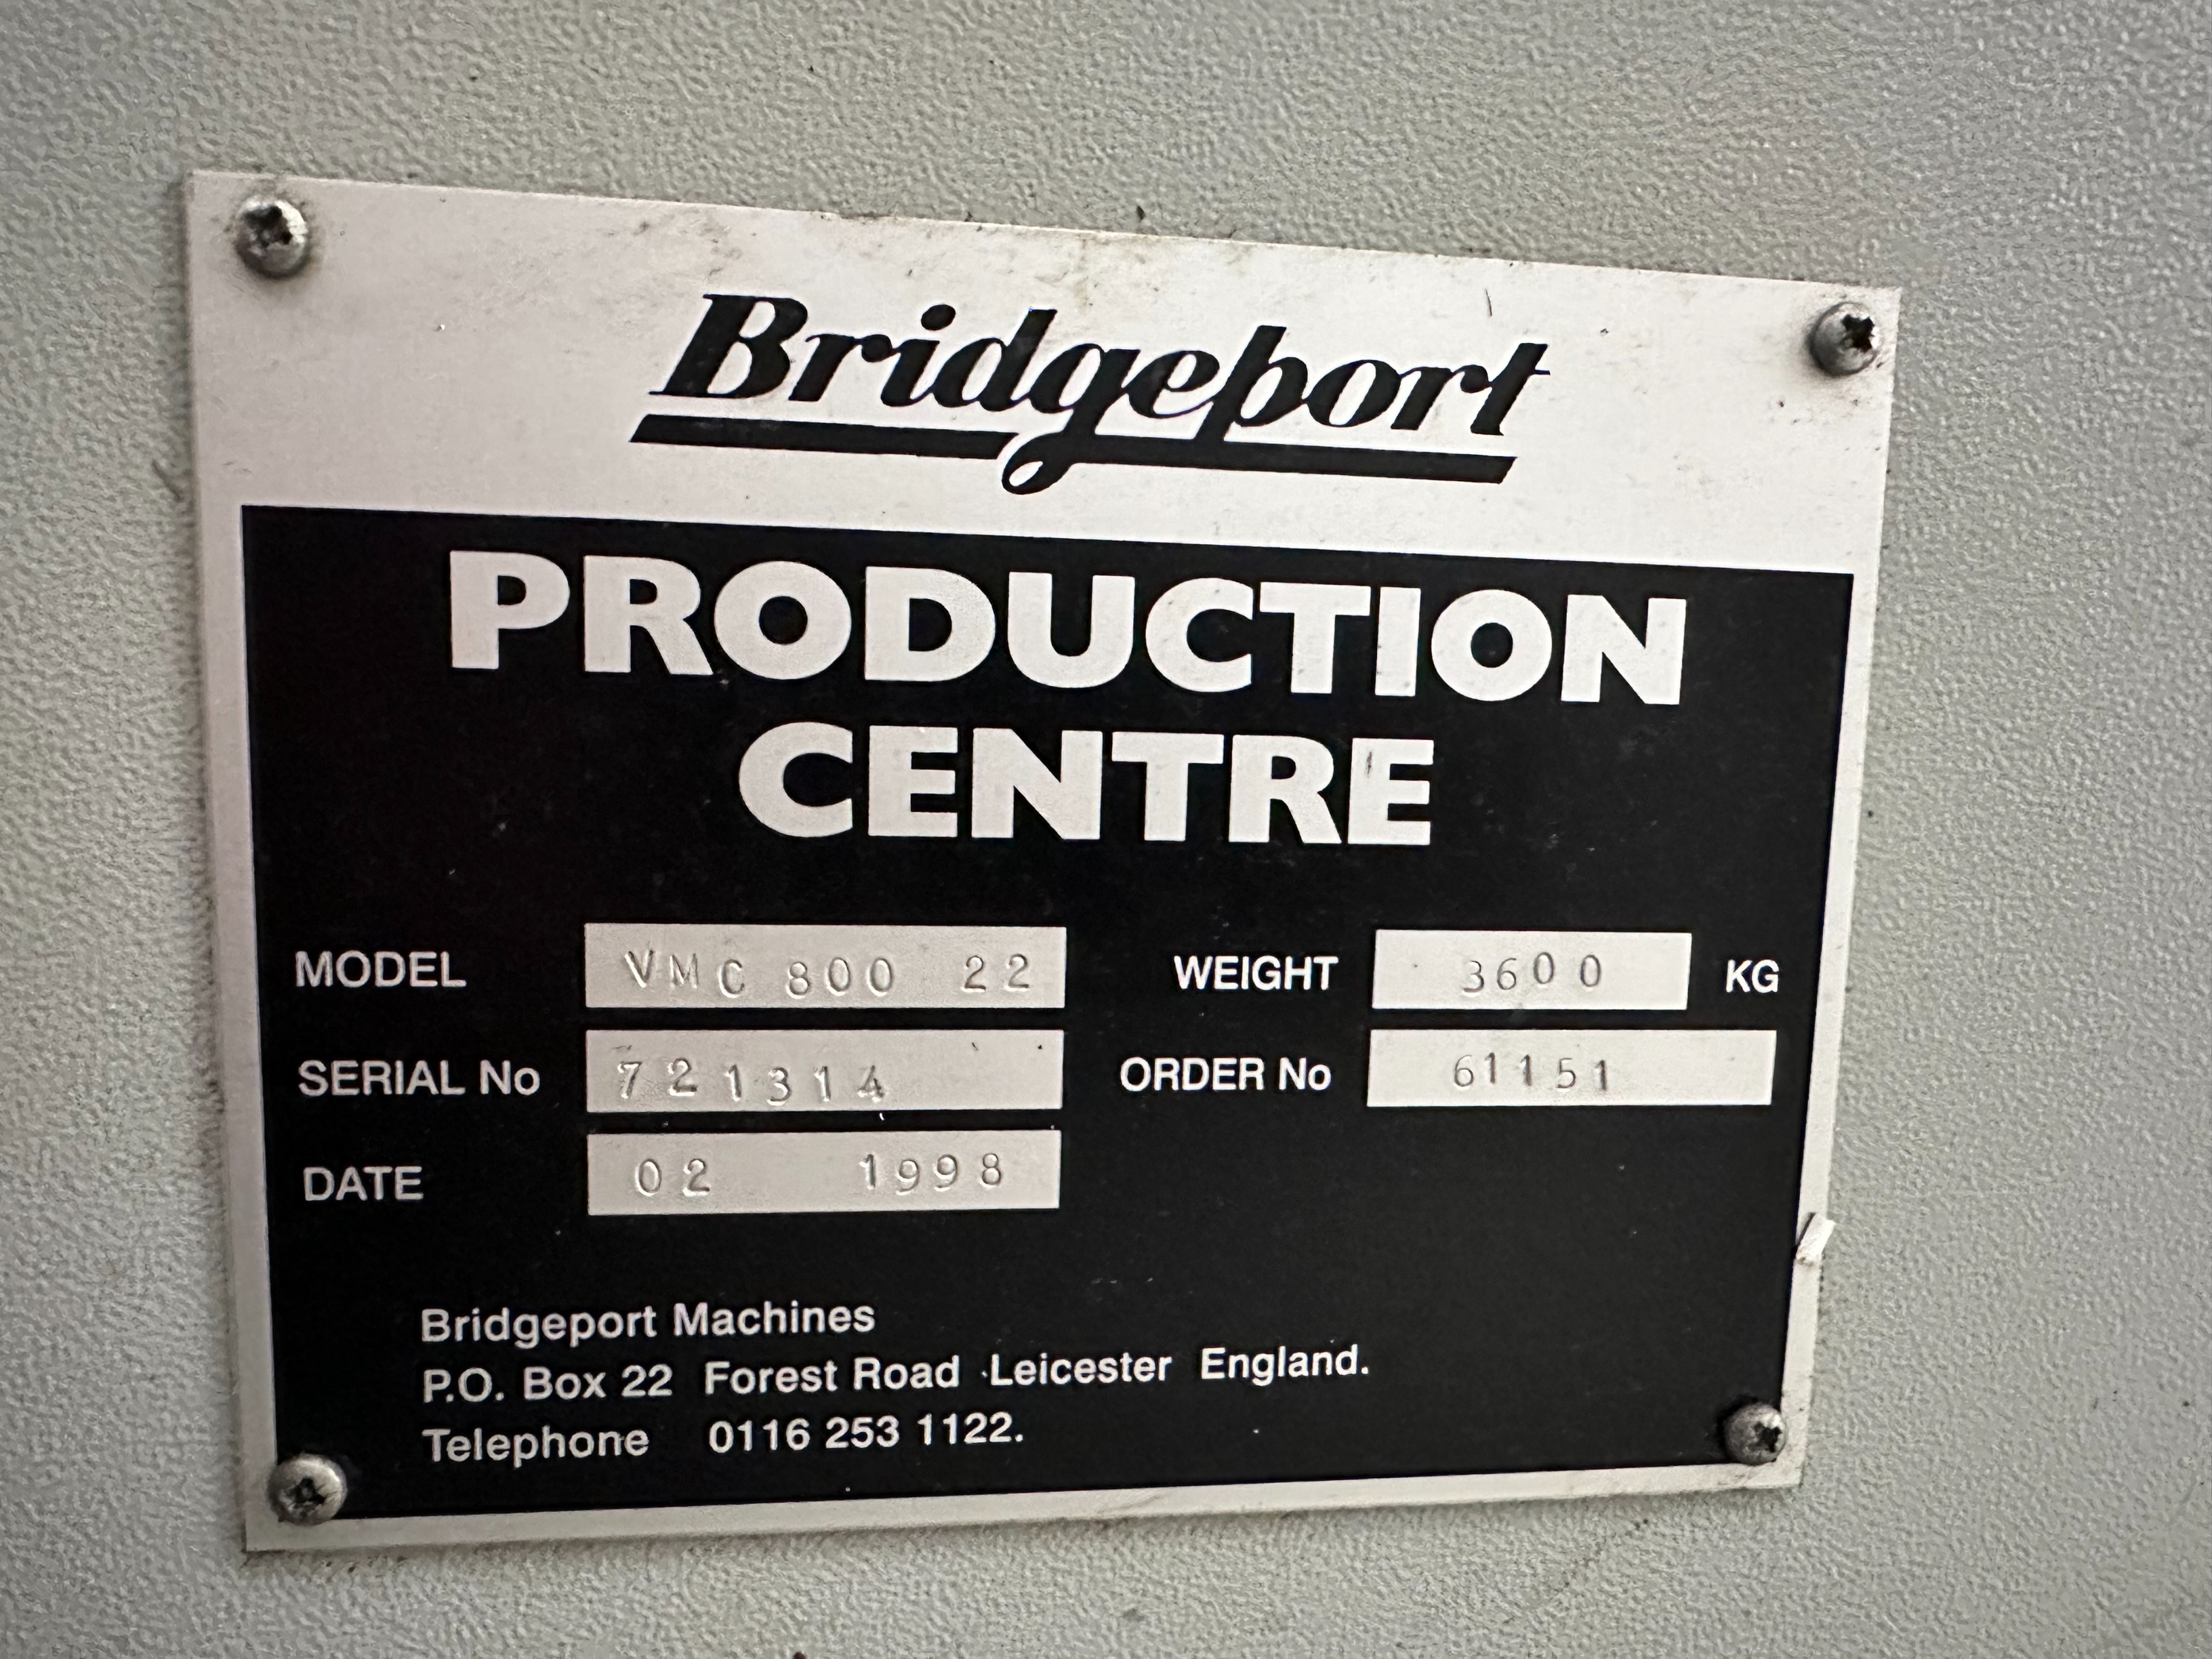 Bridgeport
PRODUCTION
CENTRE
MODEL VMC 800 22 WEIGHT 3600 KG
SERIAL No 721314 ORDER No 61151
DATE 02 1998
Bridgeport Machines
P.O. Box 22 Forest Road Leicester England.
Telephone 0116 253 1122.